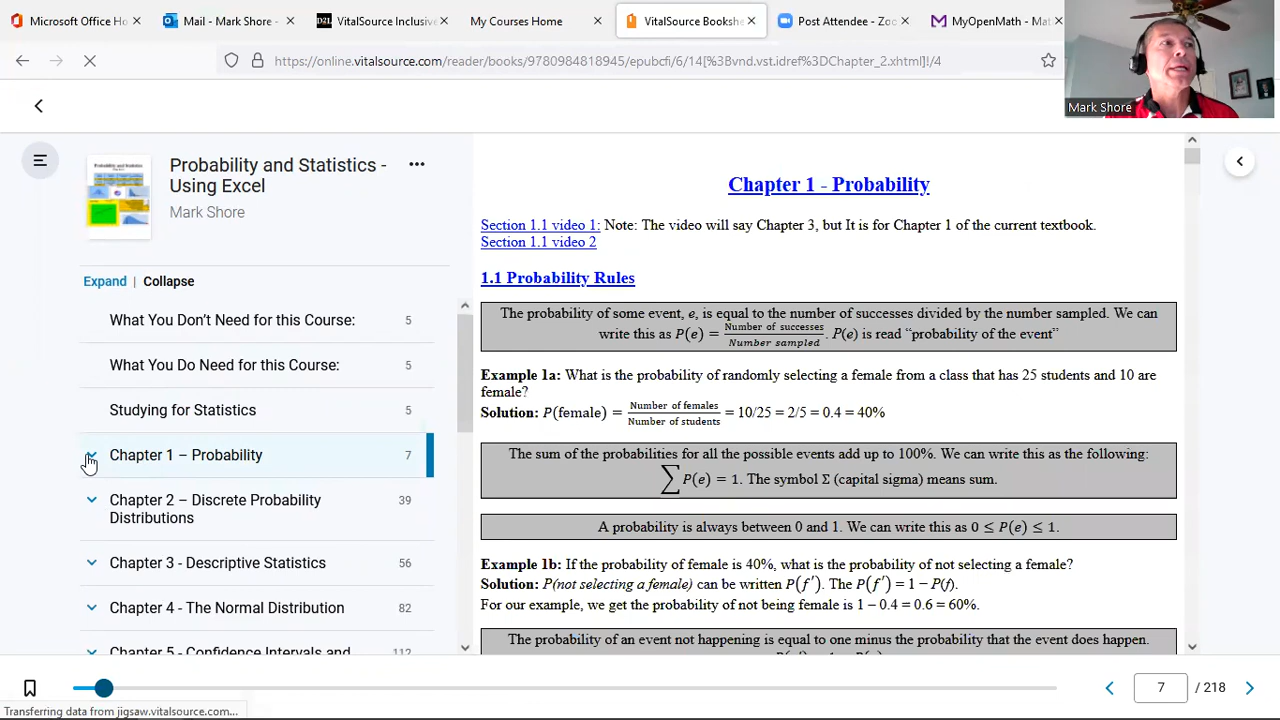 Microsoft Office Ho
Mail - Mark Shore -
VitalSource Inclusive
My Courses Home
VitalSource Bookshe
Post Attendee - Zoo
MyOpenMath - Ma
https://online.vitalsource.com/reader/books/9780984818945/epubcfi/6/14[%3Bvnd.vst.idref%3DChapter_2.xhtml]!/4
Mark Shore
Probability and Statistics -
Using Excel
Mark Shore
Expand | Collapse
What You Don't Need for this Course: 5
What You Do Need for this Course: 5
Studying for Statistics 5
Chapter 1 – Probability 7
Chapter 2 – Discrete Probability 39
Distributions
Chapter 3 - Descriptive Statistics 56
Chapter 4 - The Normal Distribution 82
Chapter 5 - Confidence Intervals and 112
Chapter 1 - Probability
Section 1.1 video 1: Note: The video will say Chapter 3, but It is for Chapter 1 of the current textbook.
Section 1.1 video 2
1.1 Probability Rules
The probability of some event, e, is equal to the number of successes divided by the number sampled. We can
write this as P(e) = Number of successes / Number sampled. P(e) is read “probability of the event”
Example 1a: What is the probability of randomly selecting a female from a class that has 25 students and 10 are
female?
Solution: P(female) = Number of females / Number of students = 10/25 = 2/5 = 0.4 = 40%
The sum of the probabilities for all the possible events add up to 100%. We can write this as the following:
∑ P(e) = 1. The symbol Σ (capital sigma) means sum.
A probability is always between 0 and 1. We can write this as 0 ≤ P(e) ≤ 1.
Example 1b: If the probability of female is 40%, what is the probability of not selecting a female?
Solution: P(not selecting a female) can be written P(f′). The P(f′) = 1 − P(f).
For our example, we get the probability of not being female is 1 − 0.4 = 0.6 = 60%.
The probability of an event not happening is equal to one minus the probability that the event does happen.
7 / 218
Transferring data from jigsaw.vitalsource.com...